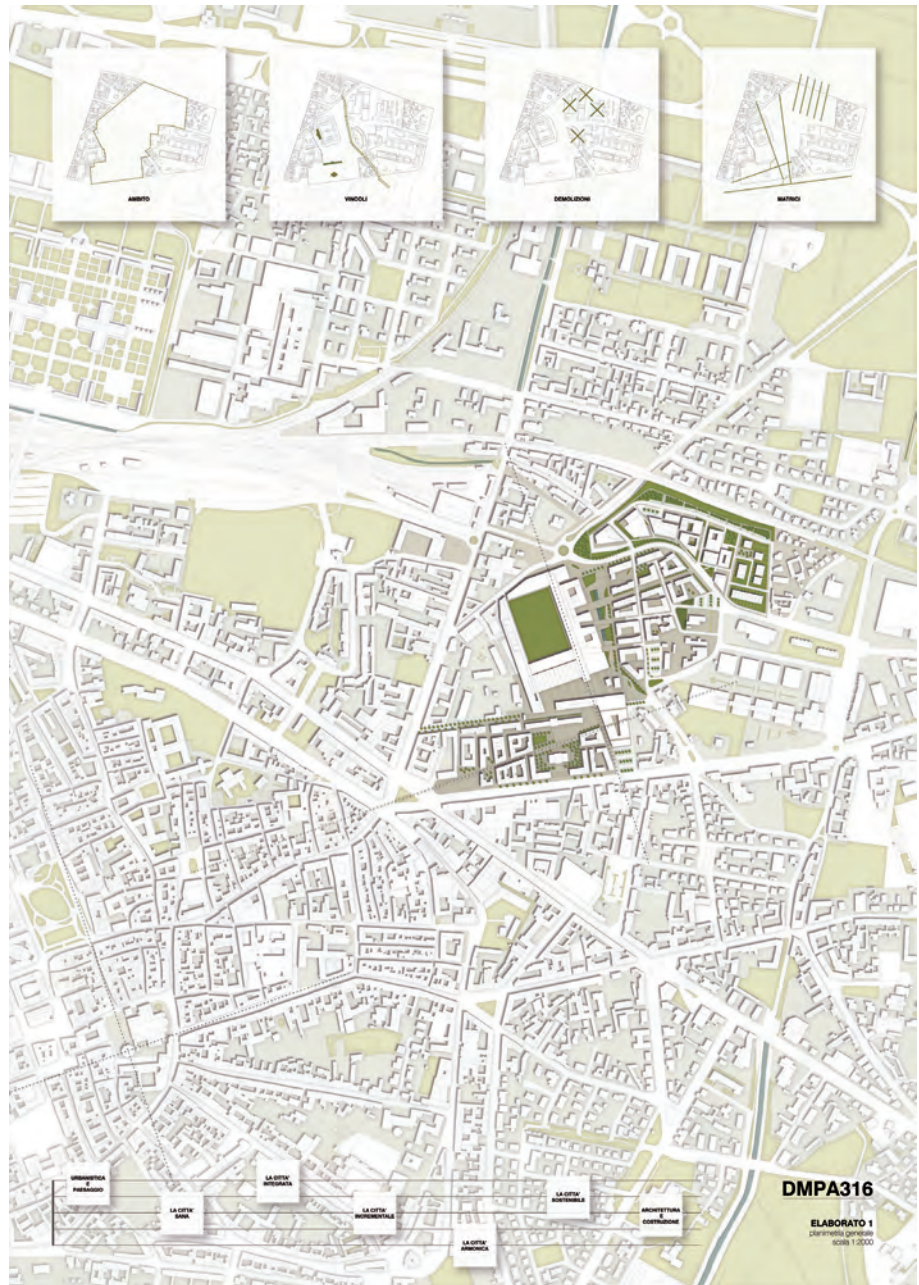 AMBITO
VINCOLI
DEMOLIZIONI
MATRICI
URBANISTICA
E
PAESAGGIO
LA CITTA'
SANA
LA CITTA'
INTEGRATA
LA CITTA'
INCREMENTALE
LA CITTA'
ARMONICA
LA CITTA'
SOSTENIBILE
ARCHITETTURA
E
COSTRUZIONE
DMPA316
ELABORATO 1
planimetria generale
scala 1:2000